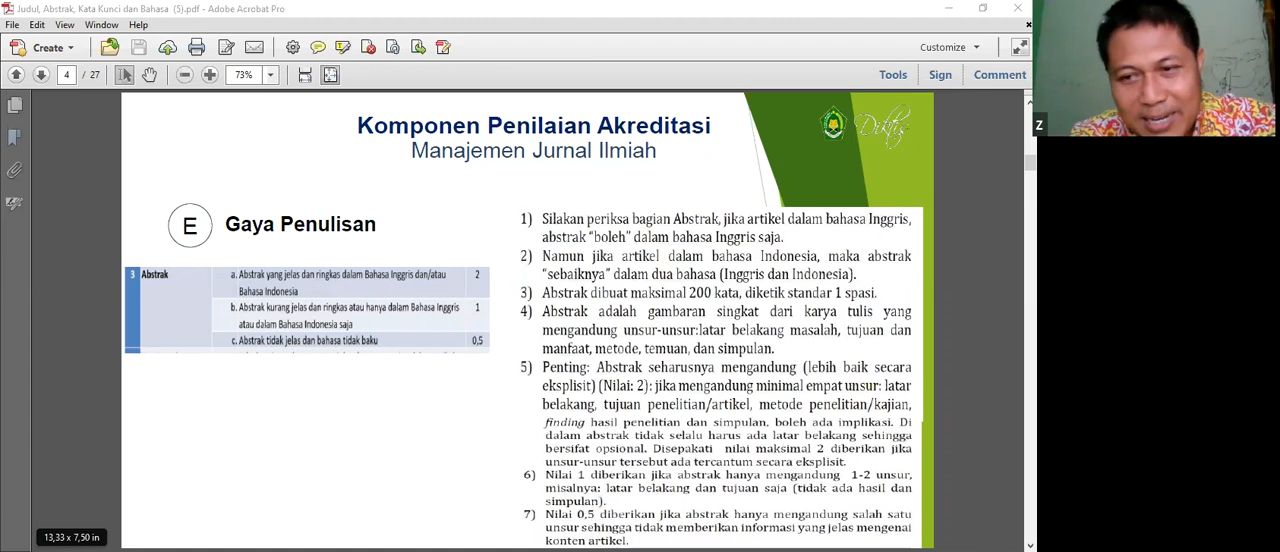 Judul, Abstrak, Kata Kunci dan Bahasa (5).pdf - Adobe Acrobat Pro
File Edit View Window Help
Create
Customize
4 / 27
73%
Tools Sign Comment
Z
Komponen Penilaian Akreditasi
Manajemen Jurnal Ilmiah
Diktis
E
Gaya Penulisan
3 Abstrak
a. Abstrak yang jelas dan ringkas dalam Bahasa Inggris dan/atau
Bahasa Indonesia
2
b. Abstrak kurang jelas dan ringkas atau hanya dalam Bahasa Inggris
atau dalam Bahasa Indonesia saja
1
c. Abstrak tidak jelas dan bahasa tidak baku
0,5
1) Silakan periksa bagian Abstrak, jika artikel dalam bahasa Inggris,
abstrak “boleh” dalam bahasa Inggris saja.
2) Namun jika artikel dalam bahasa Indonesia, maka abstrak
“sebaiknya” dalam dua bahasa (Inggris dan Indonesia).
3) Abstrak dibuat maksimal 200 kata, diketik standar 1 spasi.
4) Abstrak adalah gambaran singkat dari karya tulis yang
mengandung unsur-unsur:latar belakang masalah, tujuan dan
manfaat, metode, temuan, dan simpulan.
5) Penting: Abstrak seharusnya mengandung (lebih baik secara
eksplisit) (Nilai: 2): jika mengandung minimal empat unsur: latar
belakang, tujuan penelitian/artikel, metode penelitian/kajian,
finding hasil penelitian dan simpulan, boleh ada implikasi. Di
dalam abstrak tidak selalu harus ada latar belakang sehingga
bersifat opsional. Disepakati nilai maksimal 2 diberikan jika
unsur-unsur tersebut ada tercantum secara eksplisit.
6) Nilai 1 diberikan jika abstrak hanya mengandung 1-2 unsur,
misalnya: latar belakang dan tujuan saja (tidak ada hasil dan
simpulan).
7) Nilai 0,5 diberikan jika abstrak hanya mengandung salah satu
unsur sehingga tidak memberikan informasi yang jelas mengenai
konten artikel.
13,33 x 7,50 in